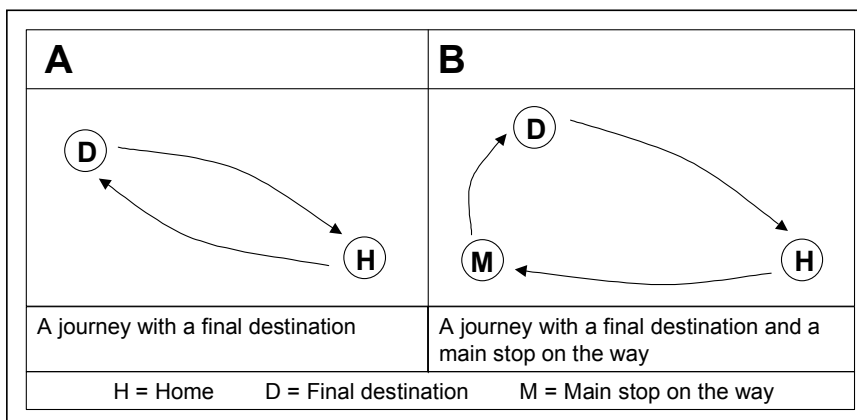 A
B
D
H
D
M
H
A journey with a final destination
A journey with a final destination and a
main stop on the way
H = Home D = Final destination M = Main stop on the way